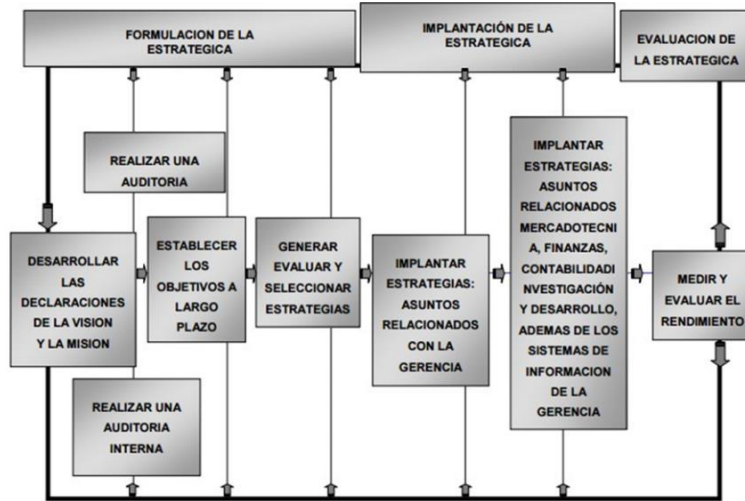 FORMULACION DE LA
ESTRATEGICA
IMPLANTACIÓN DE LA
ESTRATEGICA
EVALUACION DE
LA ESTRATEGICA
REALIZAR UNA
AUDITORIA
DESARROLLAR
LAS
DECLARACIONES
DE LA VISION
Y LA MISION
ESTABLECER
LOS
OBJETIVOS A
LARGO
PLAZO
GENERAR
EVALUAR Y
SELECCIONAR
ESTRATEGIAS
IMPLANTAR
ESTRATEGIAS:
ASUNTOS
RELACIONADOS
CON LA
GERENCIA
IMPLANTAR
ESTRATEGIAS:
ASUNTOS
RELACIONADOS
MERCADOTECNI
A, FINANZAS,
CONTABILIDADI
NVESTIGACIÓN
Y DESARROLLO,
ADEMAS DE LOS
SISTEMAS DE
INFORMACION
DE LA
GERENCIA
MEDIR Y
EVALUAR EL
RENDIMIENTO
REALIZAR UNA
AUDITORIA
INTERNA